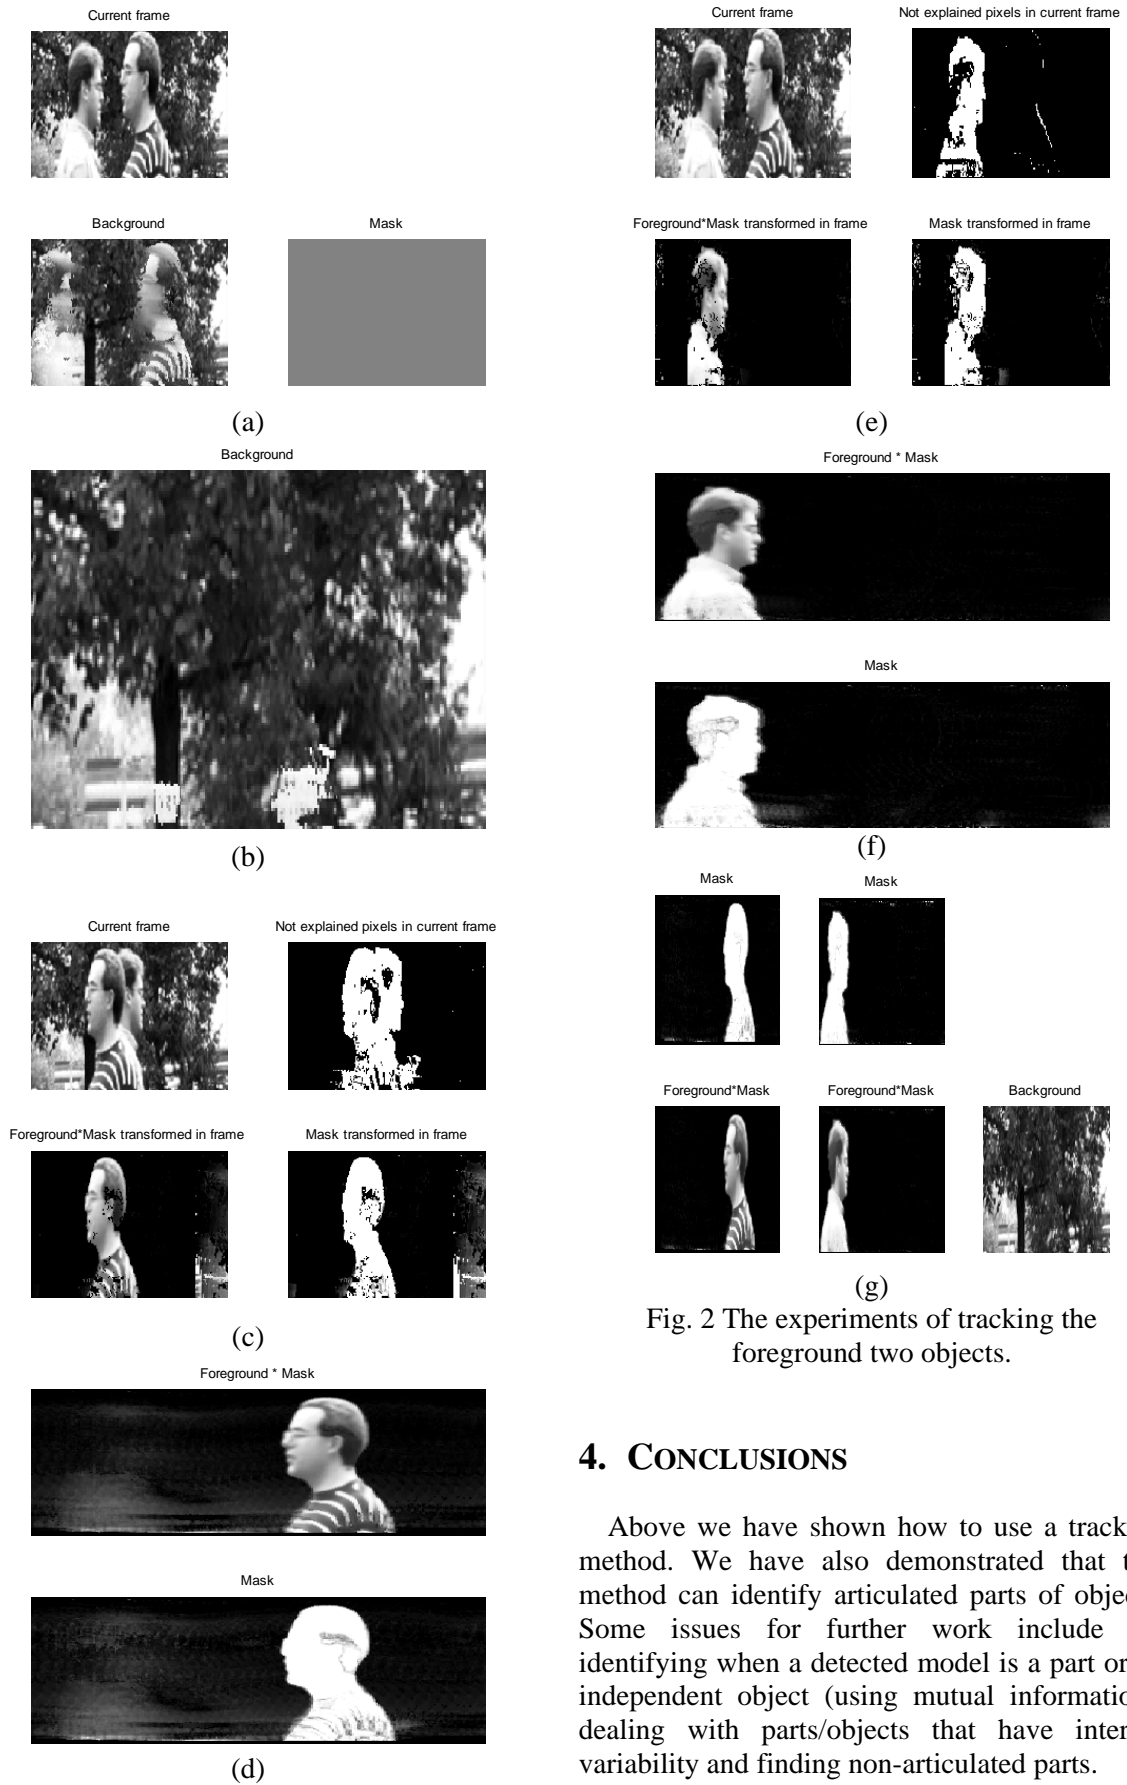 Current frame
Background
Mask
(a)
Background
(b)
Current frame
Not explained pixels in current frame
Foreground*Mask transformed in frame
Mask transformed in frame
(c)
Foreground * Mask
Mask
(d)
Current frame
Not explained pixels in current frame
Foreground*Mask transformed in frame
Mask transformed in frame
(e)
Foreground * Mask
Mask
(f)
Mask
Mask
Foreground*Mask
Foreground*Mask
Background
(g)
Fig. 2 The experiments of tracking the
foreground two objects.
4. CONCLUSIONS
Above we have shown how to use a track
method. We have also demonstrated that t
method can identify articulated parts of objec
Some issues for further work include
identifying when a detected model is a part or
independent object (using mutual informatio
dealing with parts/objects that have inter
variability and finding non-articulated parts.